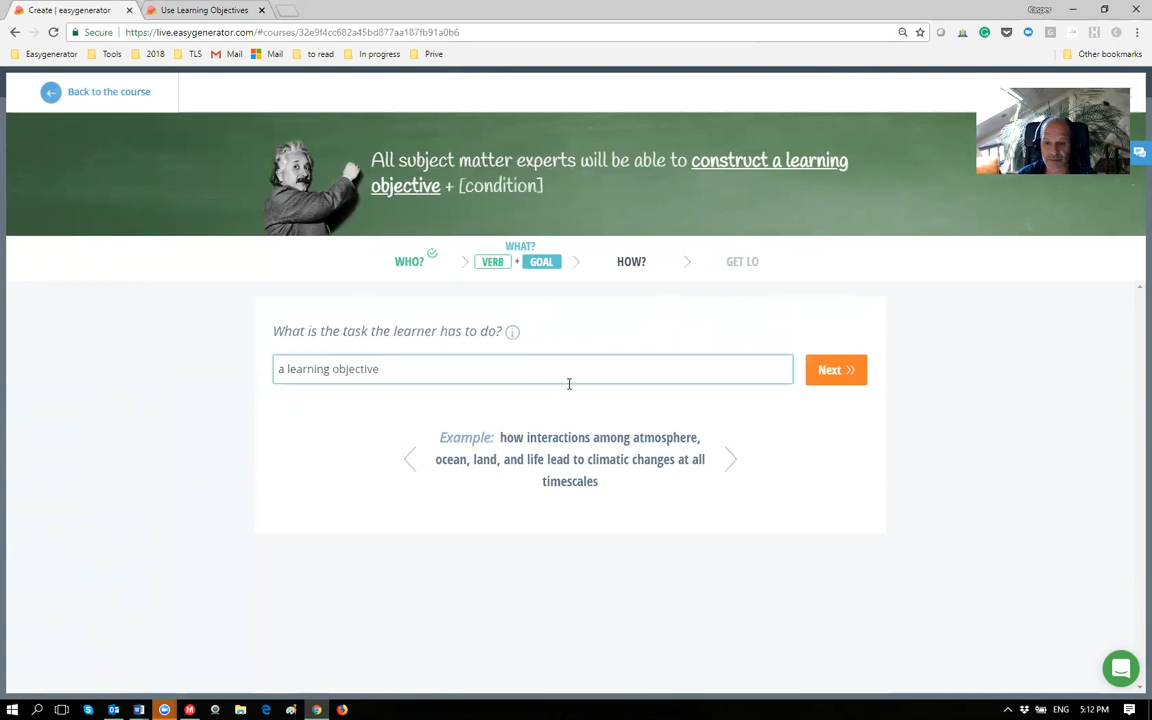 Create | easygenerator
Use Learning Objectives
Kasper
Secure
https://live.easygenerator.com/#courses/32e9f4cc682a45bd877aa187fb91a0b6
Easygenerator
Tools
2018
TLS
Mail
Mail
to read
In progress
Prive
Other bookmarks
Back to the course
All subject matter experts will be able to construct a learning
objective + [condition]
WHAT?
WHO?
VERB + GOAL
HOW?
GET LO
What is the task the learner has to do?
a learning objective
Next
Example: how interactions among atmosphere,
ocean, land, and life lead to climatic changes at all
timescales
ENG
5:12 PM